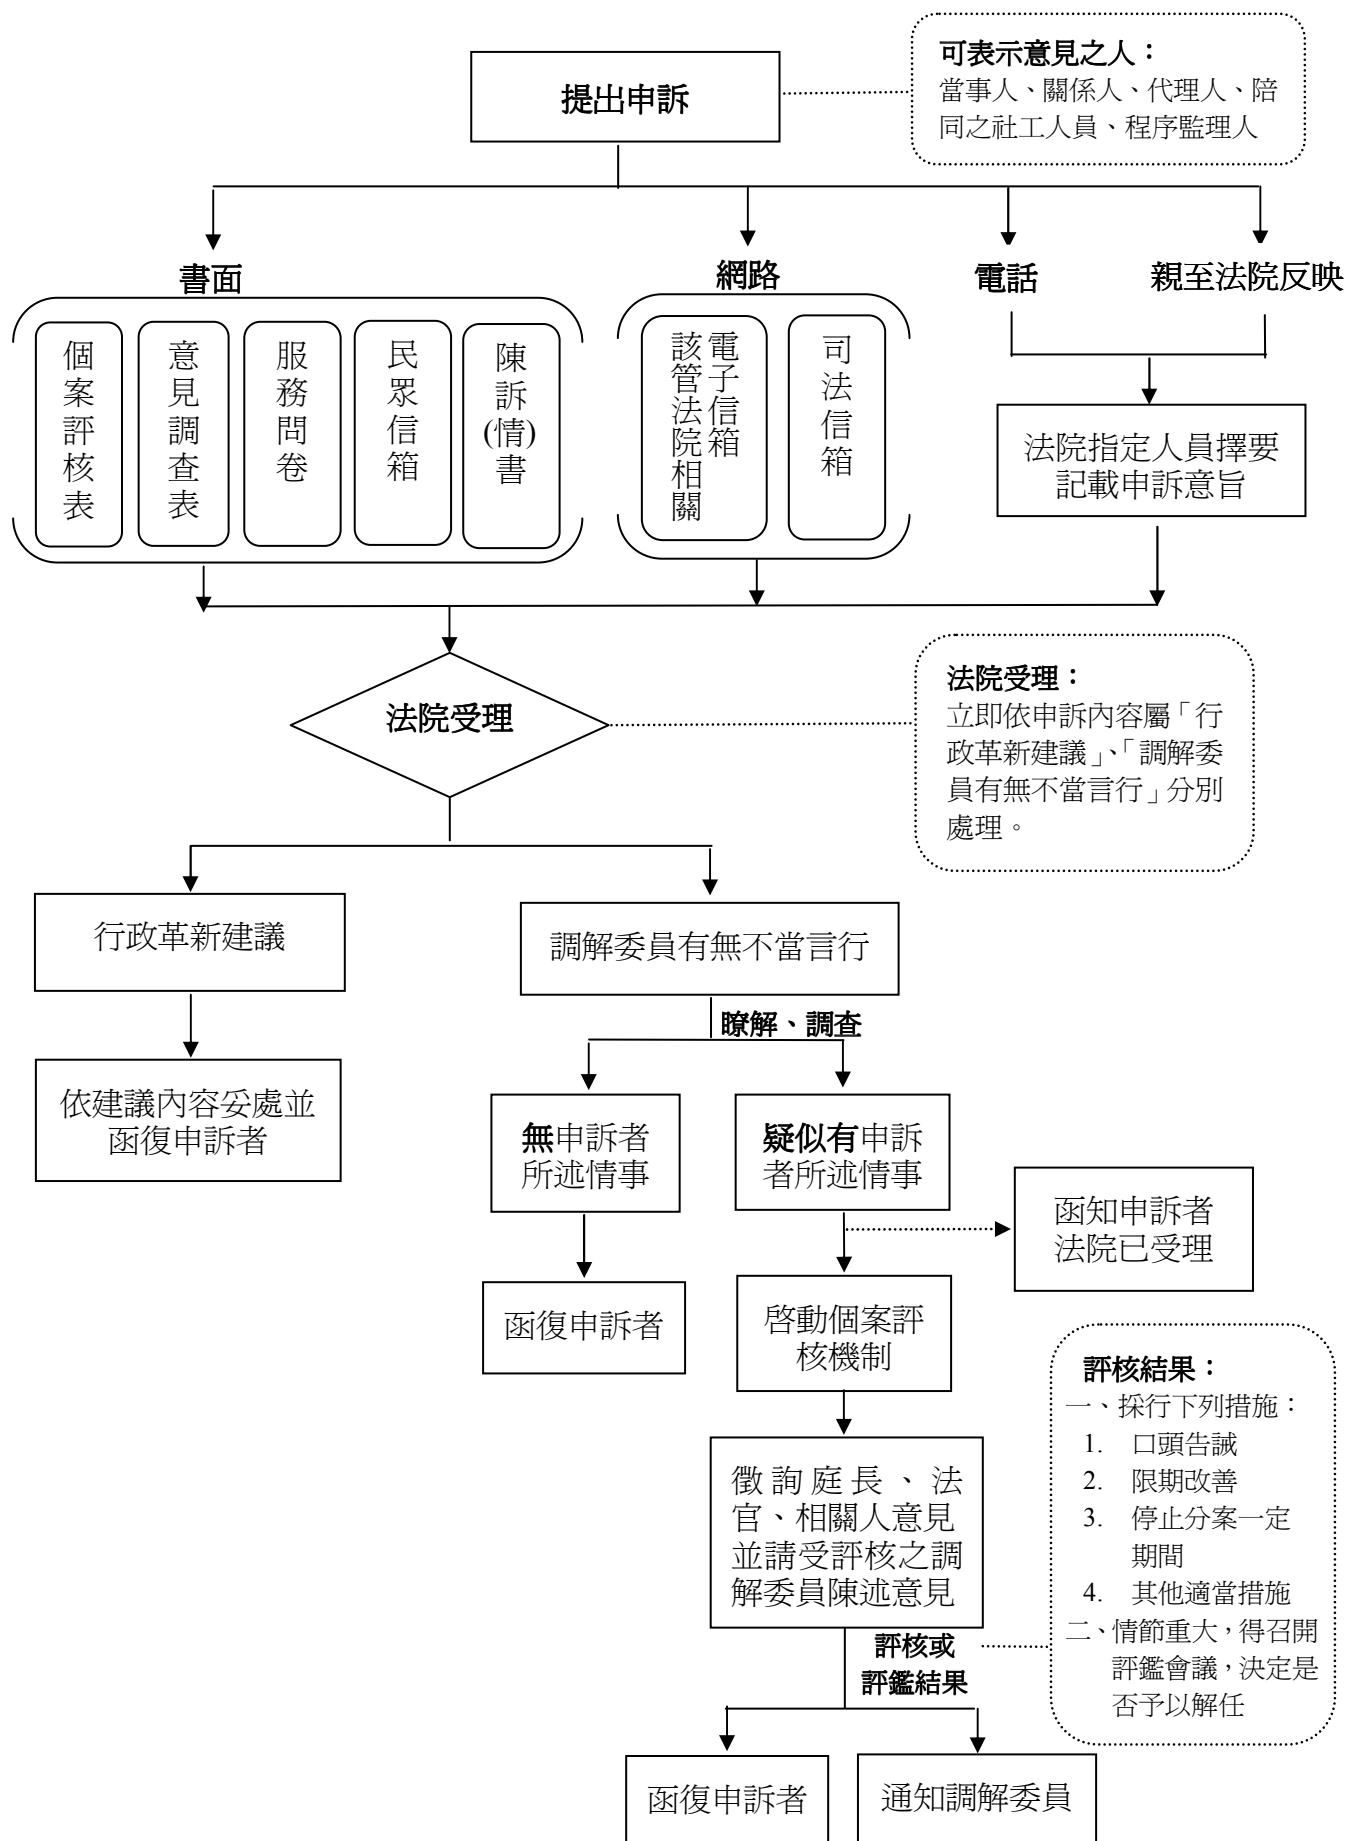 提出申訴
可表示意見之人：
當事人、關係人、代理人、陪
同之社工人員、程序監理人
書面
網路
電話
親至法院反映
個案評核表
意見調查表
服務問卷
民眾信箱
陳訴(情)書
電子信箱
該管法院相關
司法信箱
法院指定人員擇要
記載申訴意旨
法院受理
法院受理：
立即依申訴內容屬「行
政革新建議」、「調解委
員有無不當言行」分別
處理。
行政革新建議
調解委員有無不當言行
瞭解、調查
依建議內容妥處並
函復申訴者
無申訴者
所述情事
疑似有申訴
者所述情事
函知申訴者
法院已受理
函復申訴者
啓動個案評
核機制
徵詢庭長、法
官、相關人意見
並請受評核之調
解委員陳述意見
評核結果：
一、採行下列措施：
1. 口頭告誡
2. 限期改善
3. 停止分案一定
期間
4. 其他適當措施
二、情節重大，得召開
評鑑會議，決定是
否予以解任
評核或
評鑑結果
函復申訴者
通知調解委員